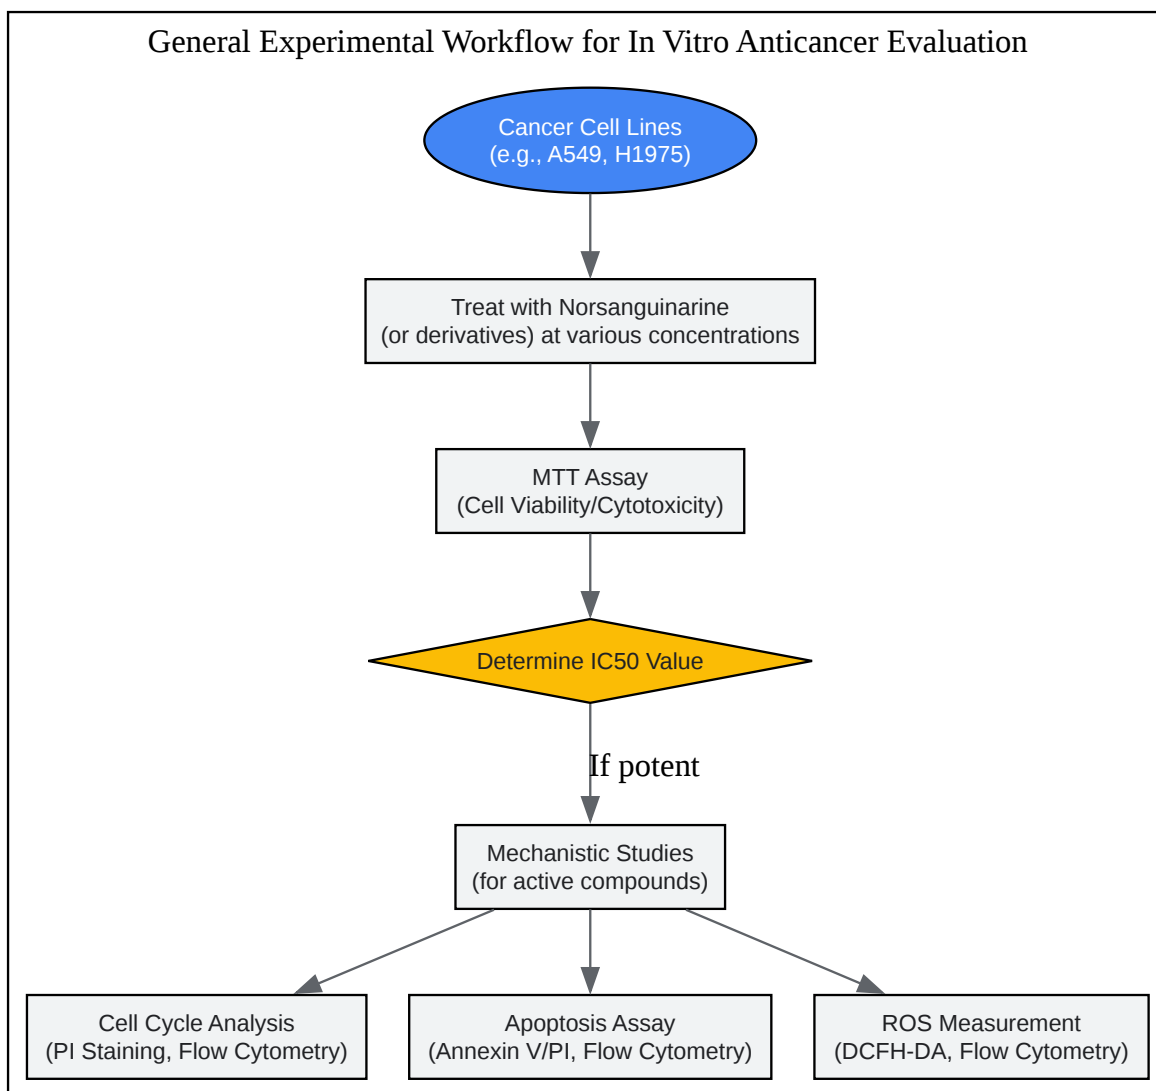 General Experimental Workflow for In Vitro Anticancer Evaluation
Cancer Cell Lines
(e.g., A549, H1975)
Treat with Norsanguinarine
(or derivatives) at various concentrations
MTT Assay
(Cell Viability/Cytotoxicity)
Determine IC50 Value
If potent
Mechanistic Studies
(for active compounds)
Cell Cycle Analysis
(PI Staining, Flow Cytometry)
Apoptosis Assay
(Annexin V/PI, Flow Cytometry)
ROS Measurement
(DCFH-DA, Flow Cytometry)